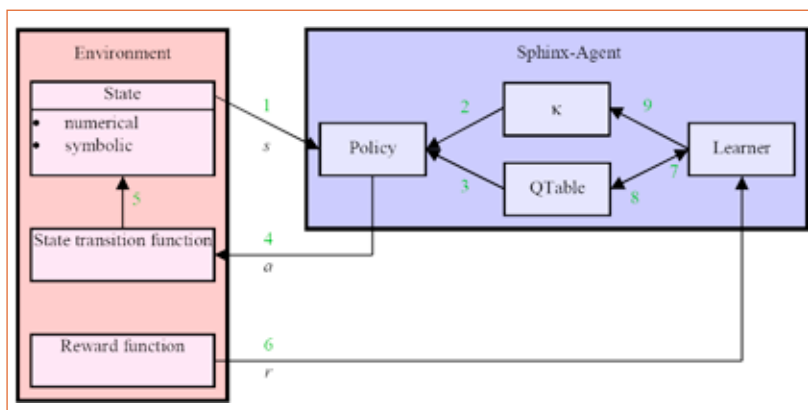 Environment
State
• numerical
• symbolic
5
State transition function
Reward function
1
s
4
a
6
r
Sphinx-Agent
Policy
2
κ
9
3
QTable
8
7
Learner